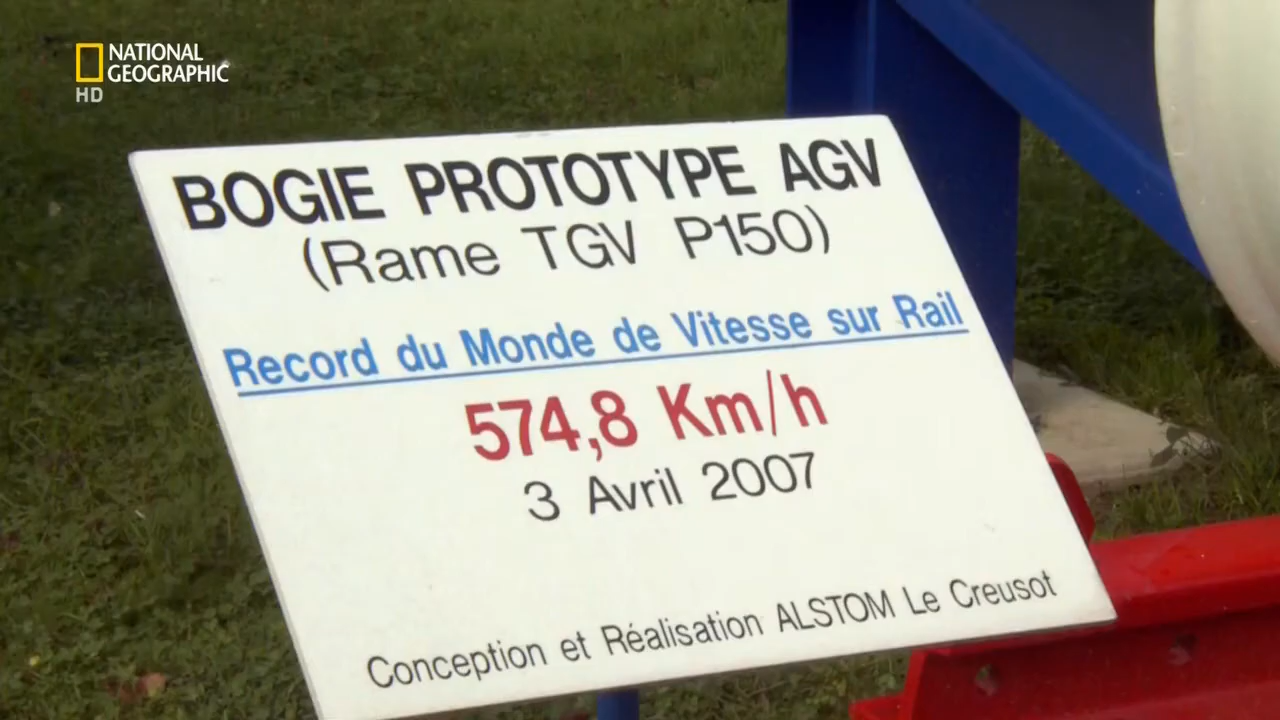 NATIONAL
GEOGRAPHIC
HD
BOGIE PROTOTYPE AGV
(Rame TGV P150)
Record du Monde de Vitesse sur Rail
574,8 Km/h
3 Avril 2007
Conception et Réalisation ALSTOM Le Creusot